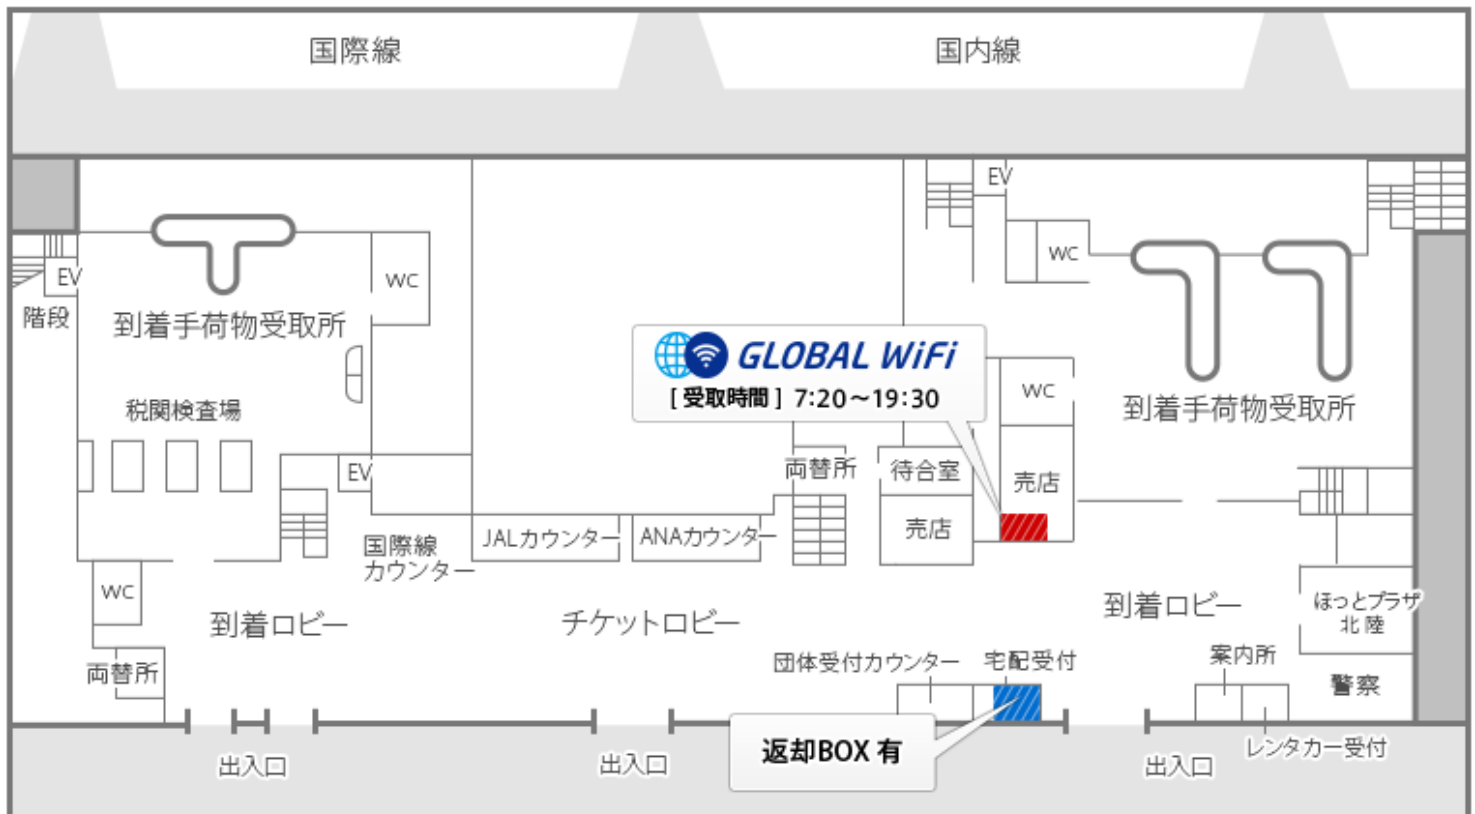 国際線
国内線
EV
EV
WC
WC
階段
到着手荷物受取所
GLOBAL WiFi
[ 受取時間 ] 7:20～19:30
WC
到着手荷物受取所
税関検査場
EV
両替所
待合室
売店
国際線
カウンター
JALカウンター
ANAカウンター
売店
WC
到着ロビー
チケットロビー
到着ロビー
ほっとプラザ
北陸
両替所
団体受付カウンター
宅配受付
案内所
警察
返却BOX 有
レンタカー受付
出入口
出入口
出入口